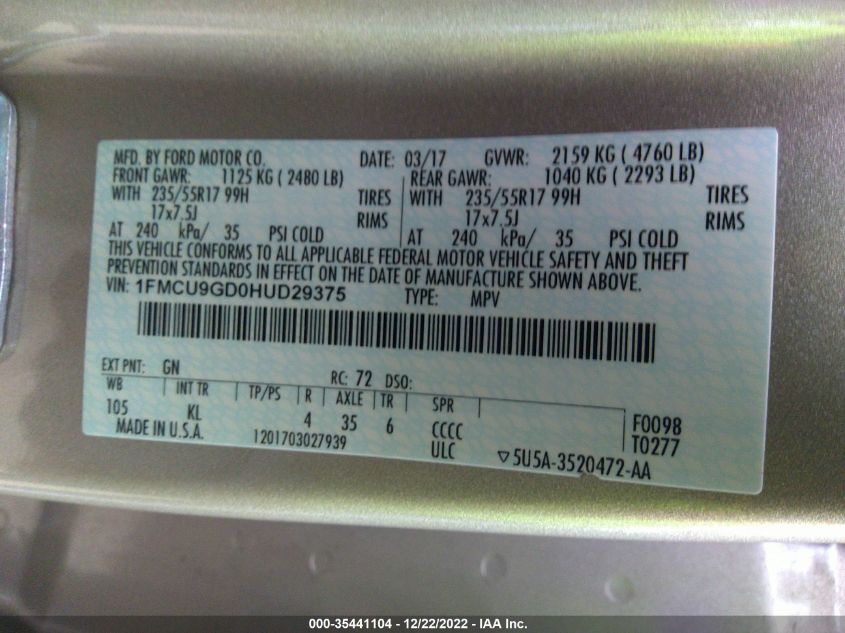 MFD. BY FORD MOTOR CO. DATE: 03/17 GVWR: 2159 KG ( 4760 LB)
FRONT GAWR: 1125 KG ( 2480 LB) REAR GAWR: 1040 KG ( 2293 LB)
WITH 235/55R17 99H TIRES WITH 235/55R17 99H TIRES
17x7.5J RIMS 17x7.5J RIMS
AT 240 kPa/ 35 PSI COLD AT 240 kPa/ 35 PSI COLD
THIS VEHICLE CONFORMS TO ALL APPLICABLE FEDERAL MOTOR VEHICLE SAFETY AND THEFT
PREVENTION STANDARDS IN EFFECT ON THE DATE OF MANUFACTURE SHOWN ABOVE.
VIN: 1FMCU9GD0HUD29375 TYPE: MPV
EXT PNT: GN RC: 72 DSO:
WB INT TR TP/PS R AXLE TR SPR
105 KL 4 35 6 CCCC F0098
MADE IN U.S.A. 1201703027939 ULC T0277
▽5U5A-3520472-AA
000-35441104 - 12/22/2022 - IAA Inc.